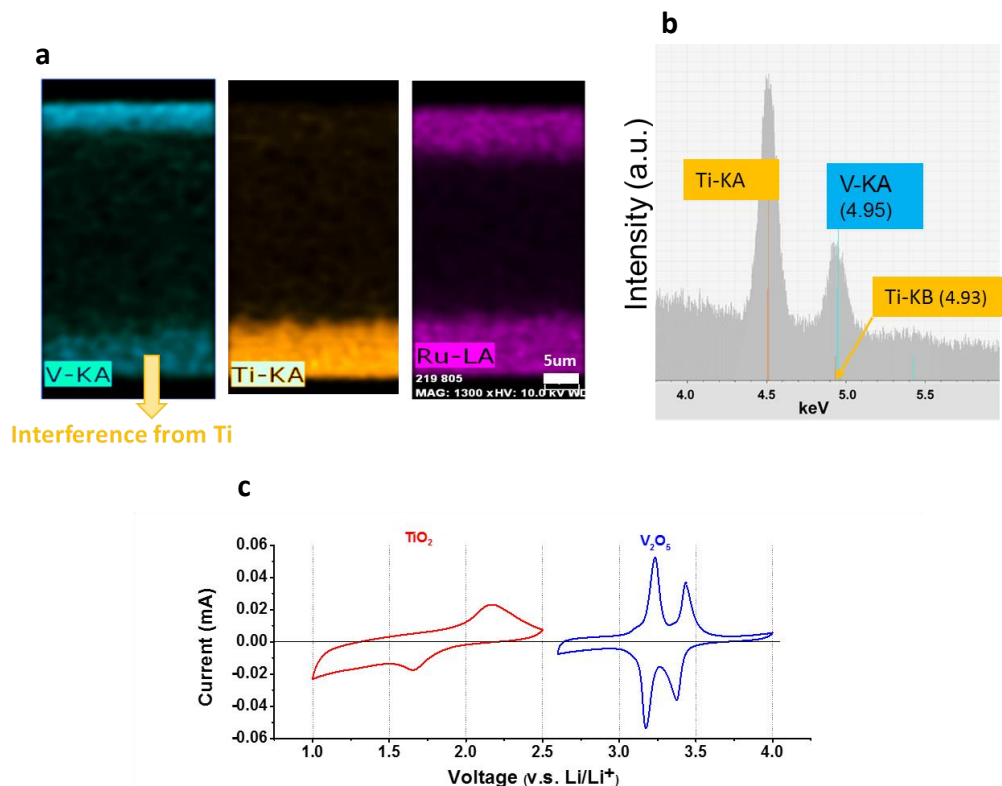 a
V-KA
Ti-KA
Ru-LA
5um
219 805
MAG: 1300 x HV: 10.0 kV WD
Interference from Ti
b
Intensity (a.u.)
Ti-KA
V-KA
(4.95)
Ti-KB (4.93)
4.0 4.5 5.0 5.5
keV
c
TiO₂ V₂O₅
Current (mA)
0.06
0.04
0.02
0.00
-0.02
-0.04
-0.06
1.0 1.5 2.0 2.5 3.0 3.5 4.0
Voltage (v.s. Li/Li⁺)